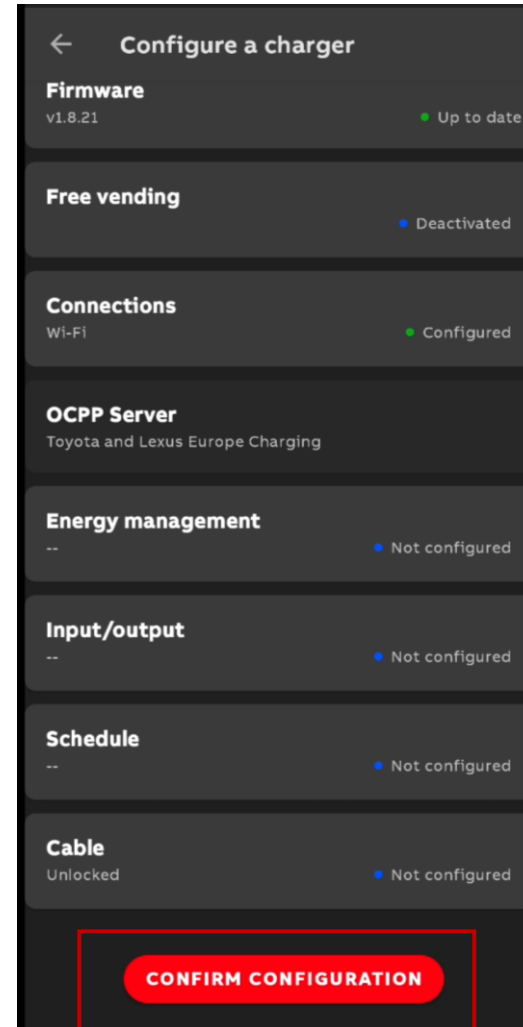 Configure a charger
Firmware
v1.8.21
Up to date
Free vending
Deactivated
Connections
Wi-Fi
Configured
OCPP Server
Toyota and Lexus Europe Charging
Energy management
--
Not configured
Input/output
--
Not configured
Schedule
--
Not configured
Cable
Unlocked
Not configured
CONFIRM CONFIGURATION